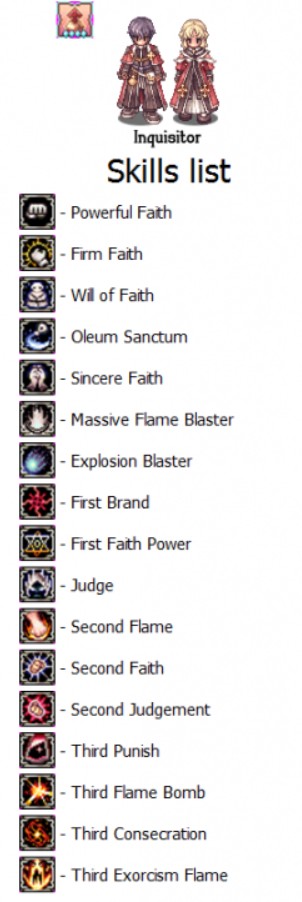 Inquisitor
Skills list
- Powerful Faith
- Firm Faith
- Will of Faith
- Oleum Sanctum
- Sincere Faith
- Massive Flame Blaster
- Explosion Blaster
- First Brand
- First Faith Power
- Judge
- Second Flame
- Second Faith
- Second Judgement
- Third Punish
- Third Flame Bomb
- Third Consecration
- Third Exorcism Flame